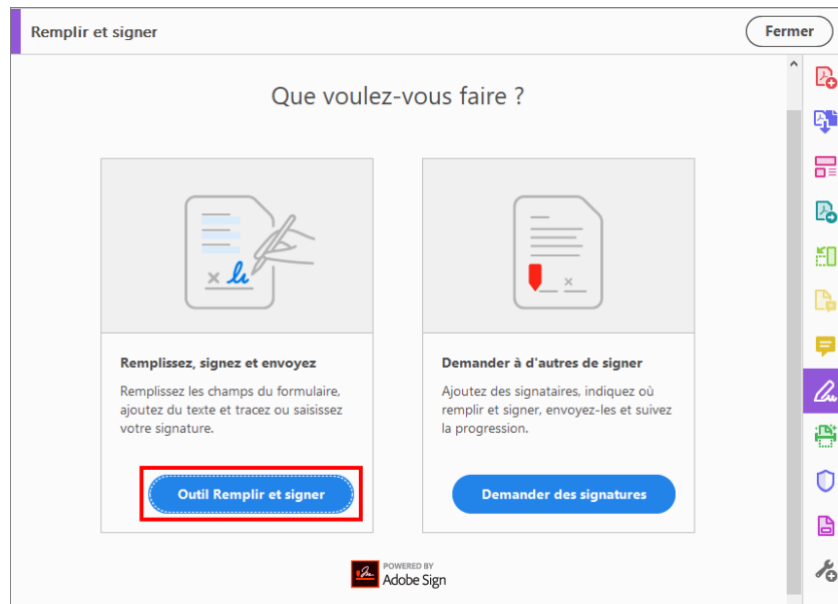 Remplir et signer
Fermer
Que voulez-vous faire ?
Remplissez, signez et envoyez
Remplissez les champs du formulaire,
ajoutez du texte et tracez ou saisissez
votre signature.
Outil Remplir et signer
Demander à d'autres de signer
Ajoutez des signataires, indiquez où
remplir et signer, envoyez-les et suivez
la progression.
Demander des signatures
POWERED BY
Adobe Sign